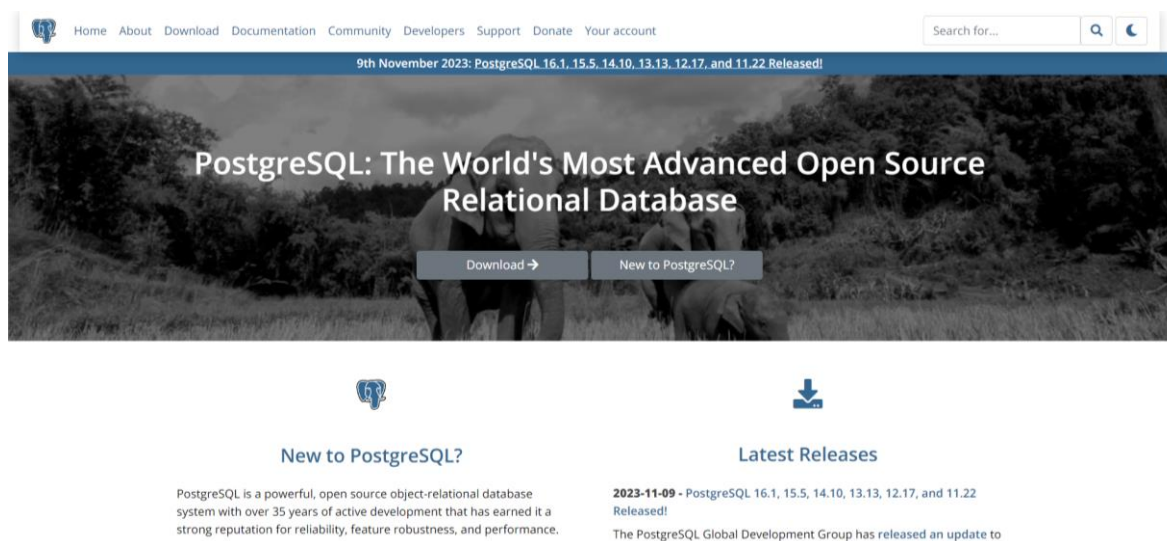 Home About Download Documentation Community Developers Support Donate Your account
Search for...
9th November 2023: PostgreSQL 16.1, 15.5, 14.10, 13.13, 12.17, and 11.22 Released!
PostgreSQL: The World's Most Advanced Open Source
Relational Database
Download →
New to PostgreSQL?
New to PostgreSQL?
PostgreSQL is a powerful, open source object-relational database
system with over 35 years of active development that has earned it a
strong reputation for reliability, feature robustness, and performance.
Latest Releases
2023-11-09 - PostgreSQL 16.1, 15.5, 14.10, 13.13, 12.17, and 11.22
Released!
The PostgreSQL Global Development Group has released an update to